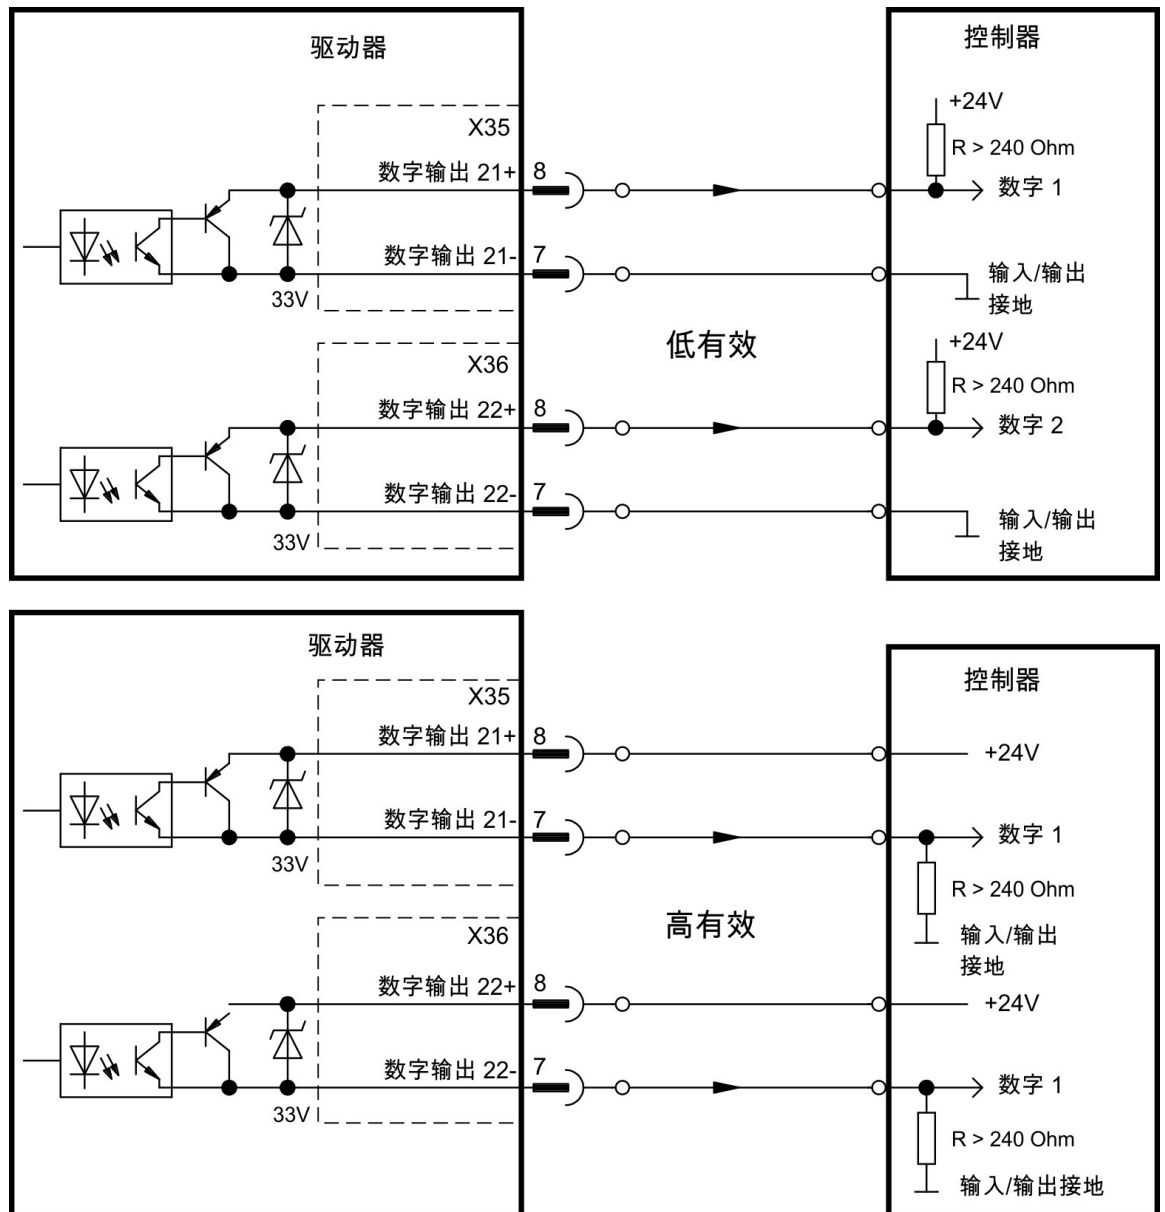 驱动器
控制器
+24V
X35
R > 240 Ohm
数字输出 21+
8
数字 1
数字输出 21-
7
输入/输出
接地
33V
低有效
+24V
X36
R > 240 Ohm
数字输出 22+
8
数字 2
数字输出 22-
7
输入/输出
接地
33V
驱动器
控制器
X35
数字输出 21+
8
+24V
数字输出 21-
7
数字 1
33V
R > 240 Ohm
高有效
X36
输入/输出
接地
数字输出 22+
8
+24V
数字输出 22-
7
数字 1
33V
R > 240 Ohm
输入/输出接地